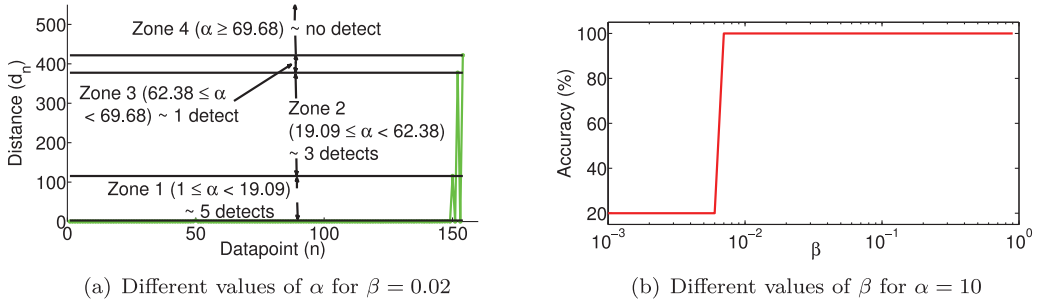 500
400
300
200
100
0
Distance (dn)
Zone 4 (α ≥ 69.68) ~ no detect
Zone 3 (62.38 ≤ α
< 69.68) ~ 1 detect
Zone 2
(19.09 ≤ α < 62.38)
~ 3 detects
Zone 1 (1 ≤ α < 19.09)
~ 5 detects
0
50
100
150
Datapoint (n)
(a) Different values of α for β = 0.02
100
80
60
40
20
Accuracy (%)
10⁻³
10⁻²
10⁻¹
10⁰
β
(b) Different values of β for α = 10